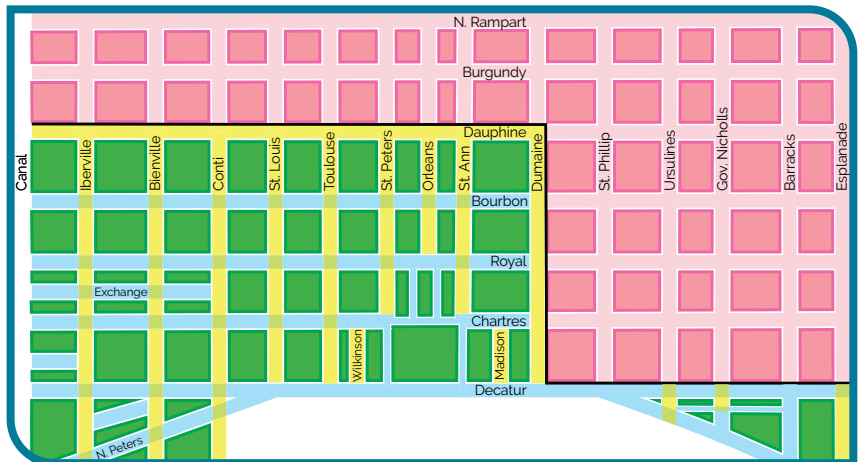 N. Rampart
Burgundy
Dauphine
Canal
Iberville
Bienville
Conti
St. Louis
Toulouse
St. Peters
Orleans
St. Ann
Dumaine
St. Phillip
Ursulines
Gov. Nicholls
Barracks
Esplanade
Bourbon
Royal
Exchange
Chartres
Wilkinson
Madison
Decatur
N. Peters